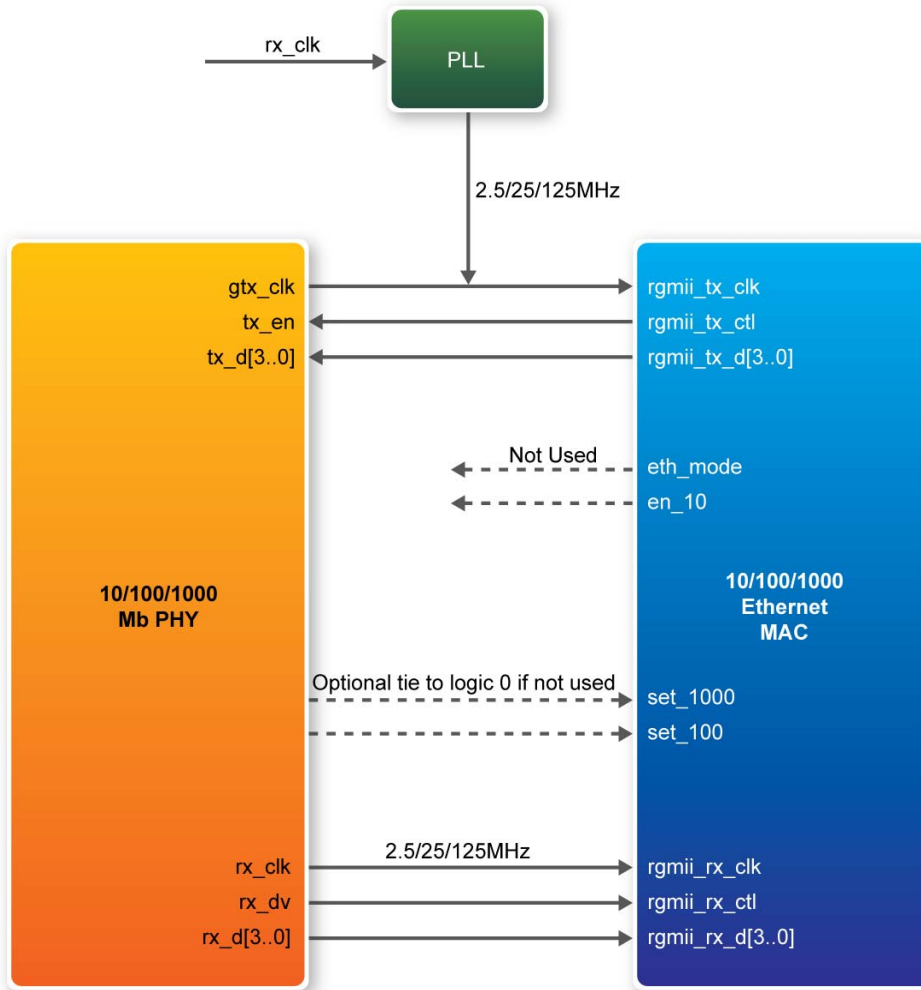 rx_clk
PLL
2.5/25/125MHz
gtx_clk
rgmii_tx_clk
tx_en
rgmii_tx_ctl
tx_d[3..0]
rgmii_tx_d[3..0]
Not Used
eth_mode
en_10
10/100/1000
Mb PHY
10/100/1000
Ethernet
MAC
Optional tie to logic 0 if not used
set_1000
set_100
2.5/25/125MHz
rx_clk
rgmii_rx_clk
rx_dv
rgmii_rx_ctl
rx_d[3..0]
rgmii_rx_d[3..0]